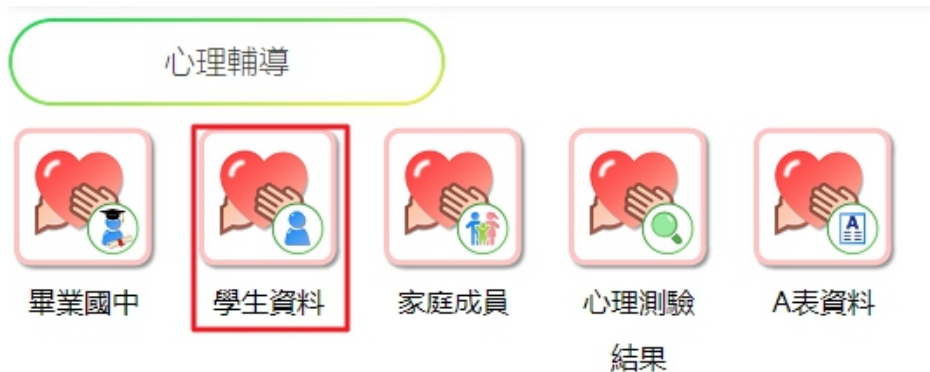 心理輔導
畢業國中
學生資料
家庭成員
心理測驗
結果
A表資料
A